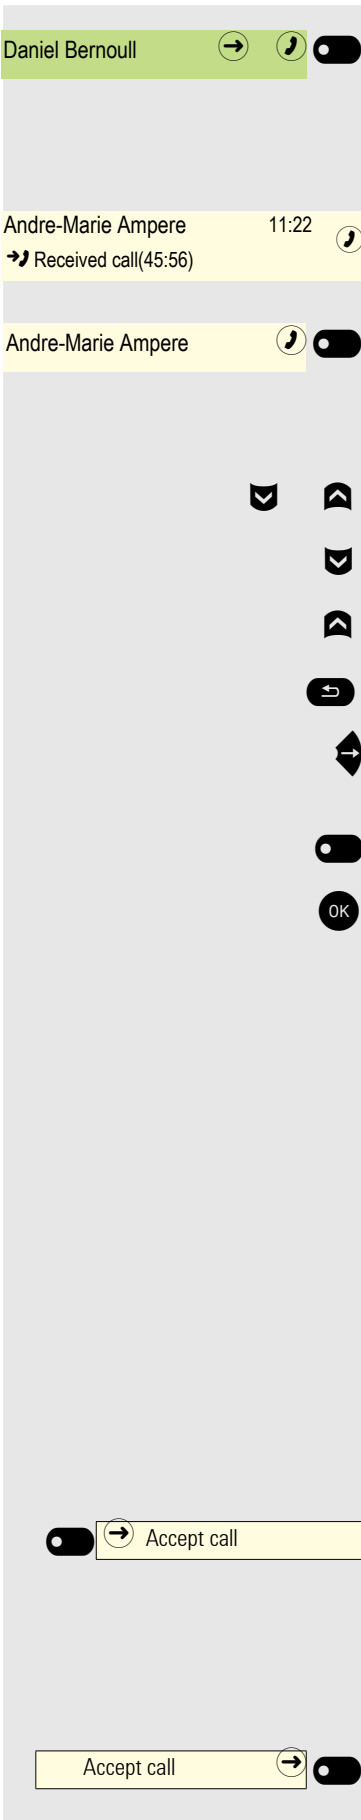 Daniel Bernoull
Andre-Marie Ampere 11:22
Received call(45:56)
Andre-Marie Ampere
OK
Accept call
Accept call